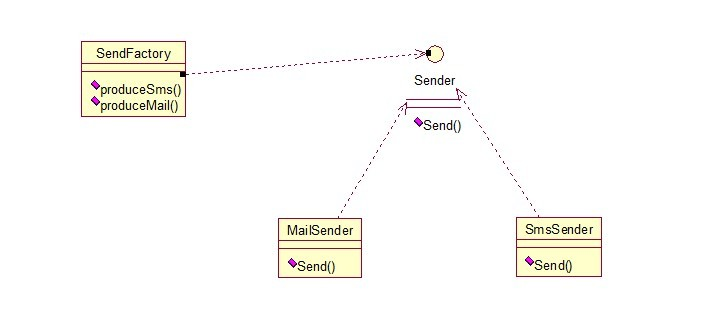 SendFactory
produceSms()
produceMail()
Sender
Send()
MailSender
Send()
SmsSender
Send()